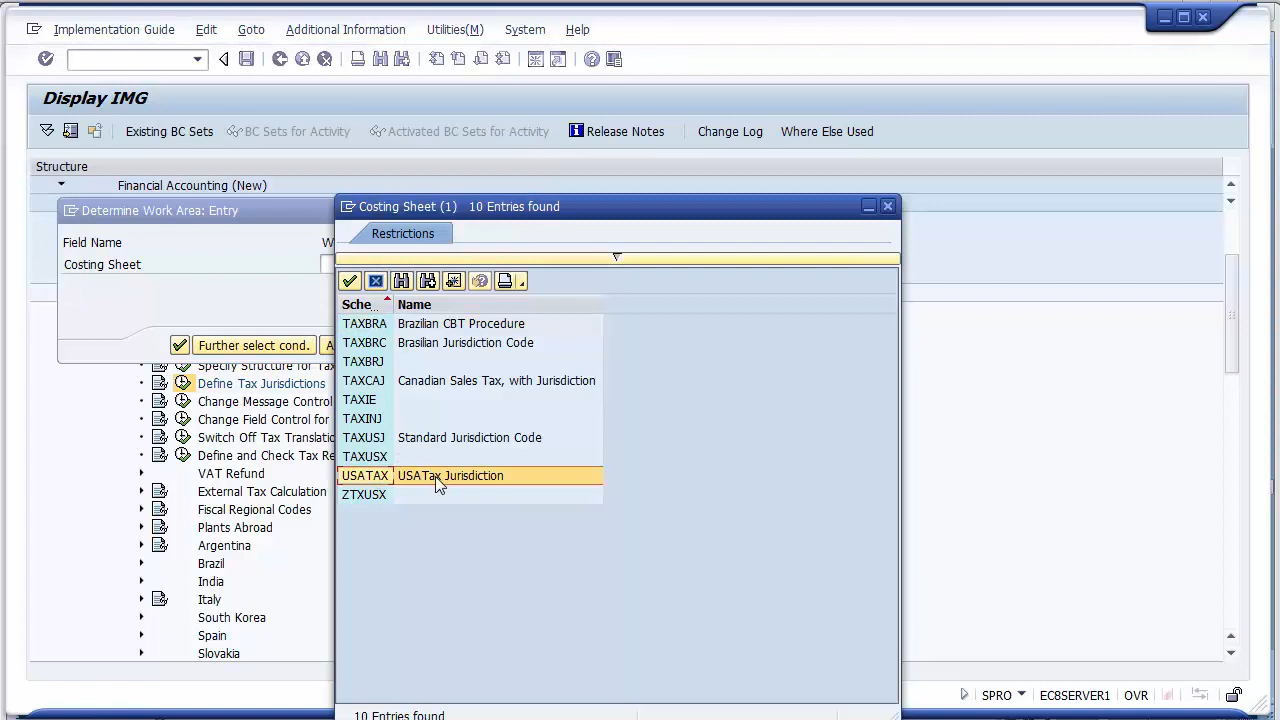 Implementation Guide Edit Goto Additional Information Utilities(M) System Help
Display IMG
Existing BC Sets BC Sets for Activity Activated BC Sets for Activity Release Notes Change Log Where Else Used
Structure
Financial Accounting (New)
Determine Work Area: Entry
Field Name W
Costing Sheet
Further select cond. A
Specify Structure for Tax
Define Tax Jurisdictions
Change Message Control
Change Field Control for
Switch Off Tax Translatio
Define and Check Tax Re
VAT Refund
External Tax Calculation
Fiscal Regional Codes
Plants Abroad
Argentina
Brazil
India
Italy
South Korea
Spain
Slovakia
Costing Sheet (1) 10 Entries found
Restrictions
Sche... Name
TAXBRA Brazilian CBT Procedure
TAXBRC Brasilian Jurisdiction Code
TAXBRJ
TAXCAJ Canadian Sales Tax, with Jurisdiction
TAXIE
TAXINJ
TAXUSJ Standard Jurisdiction Code
TAXUSX
USATAX USATax Jurisdiction
ZTXUSX
10 Entries found
SPRO EC8SERVER1 OVR